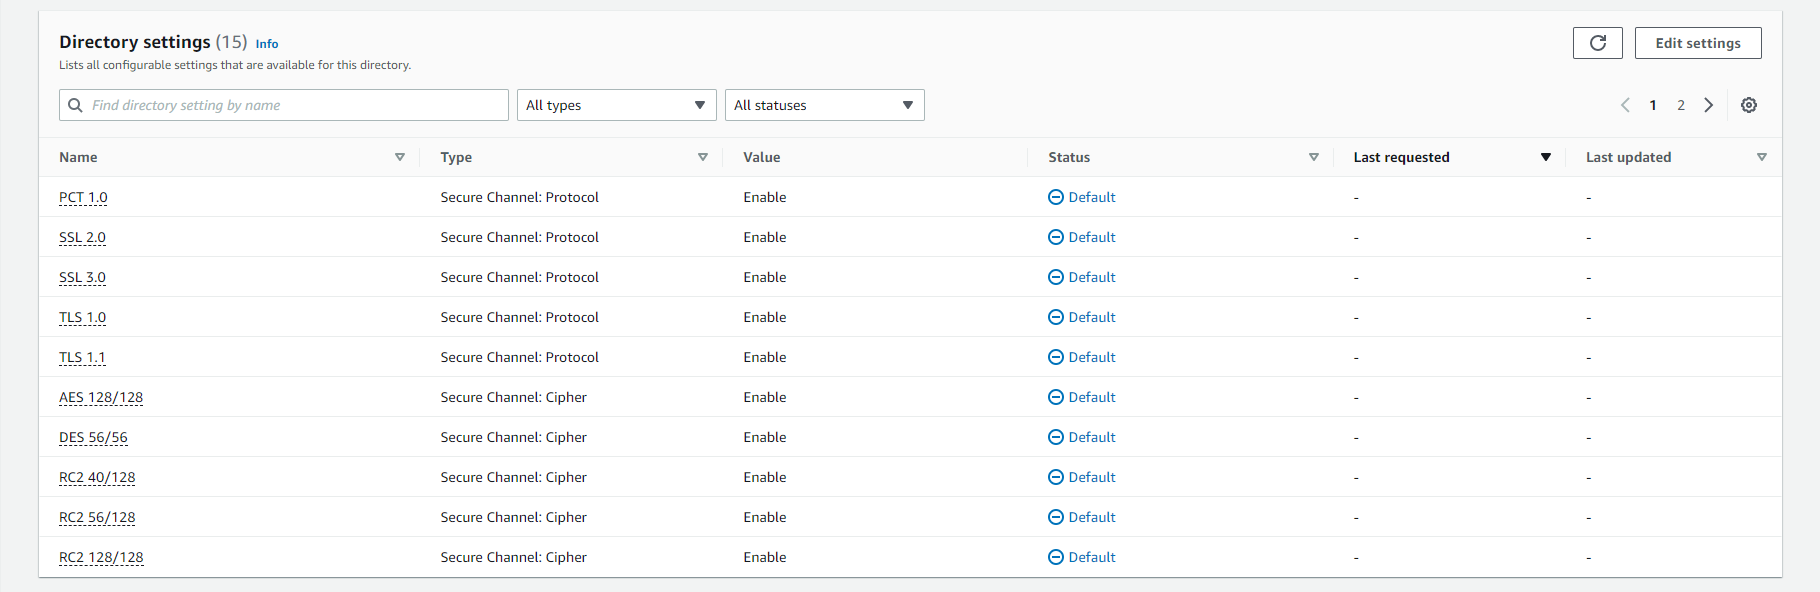 Directory settings (15) Info
Lists all configurable settings that are available for this directory.
Edit settings
Find directory setting by name
All types
All statuses
1 2
Name Type Value Status Last requested Last updated
PCT 1.0 Secure Channel: Protocol Enable Default - -
SSL 2.0 Secure Channel: Protocol Enable Default - -
SSL 3.0 Secure Channel: Protocol Enable Default - -
TLS 1.0 Secure Channel: Protocol Enable Default - -
TLS 1.1 Secure Channel: Protocol Enable Default - -
AES 128/128 Secure Channel: Cipher Enable Default - -
DES 56/56 Secure Channel: Cipher Enable Default - -
RC2 40/128 Secure Channel: Cipher Enable Default - -
RC2 56/128 Secure Channel: Cipher Enable Default - -
RC2 128/128 Secure Channel: Cipher Enable Default - -